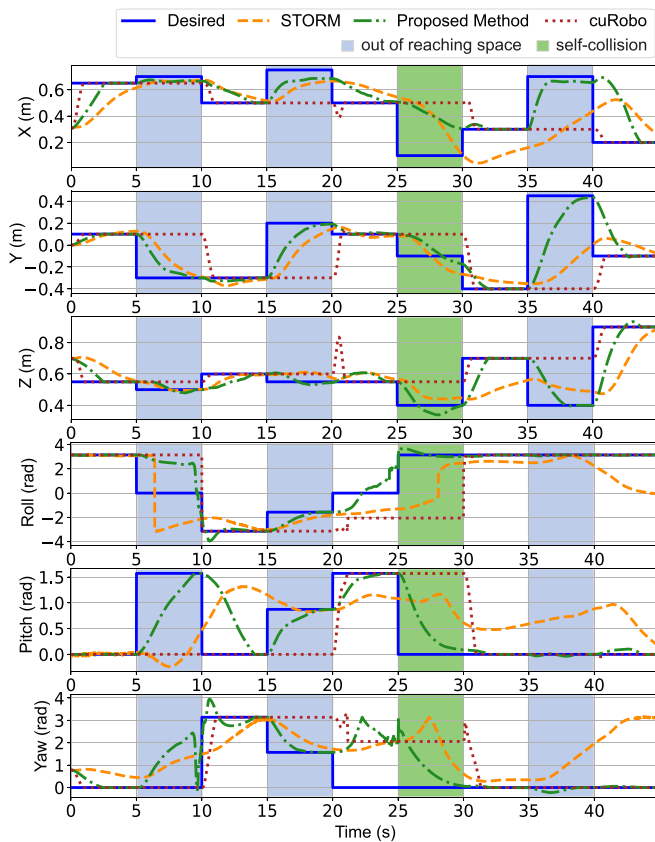 Desired STORM Proposed Method cuRobo
out of reaching space self-collision
X (m)
0.6
0.4
0.2
0 5 10 15 20 25 30 35 40
Y (m)
0.4
0.2
0.0
−0.2
−0.4
0 5 10 15 20 25 30 35 40
Z (m)
0.8
0.6
0.4
0 5 10 15 20 25 30 35 40
Roll (rad)
4
2
0
−2
−4
0 5 10 15 20 25 30 35 40
Pitch (rad)
1.5
1.0
0.5
0.0
0 5 10 15 20 25 30 35 40
Yaw (rad)
4
3
2
1
0
0 5 10 15 20 25 30 35 40
Time (s)